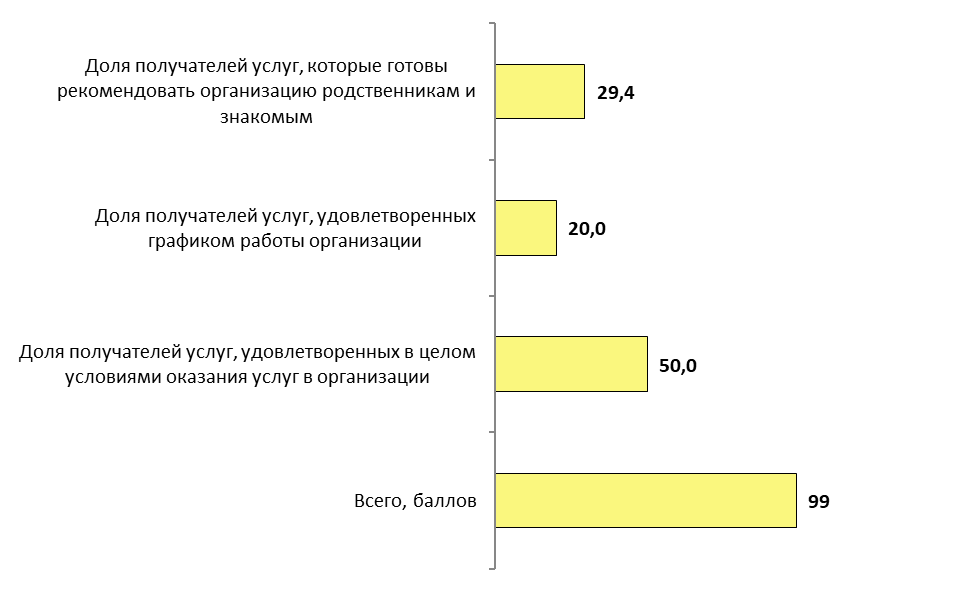 Доля получателей услуг, которые готовы
рекомендовать организацию родственникам и
знакомым
29,4
Доля получателей услуг, удовлетворенных
графиком работы организации
20,0
Доля получателей услуг, удовлетворенных в целом
условиями оказания услуг в организации
50,0
Всего, баллов
99